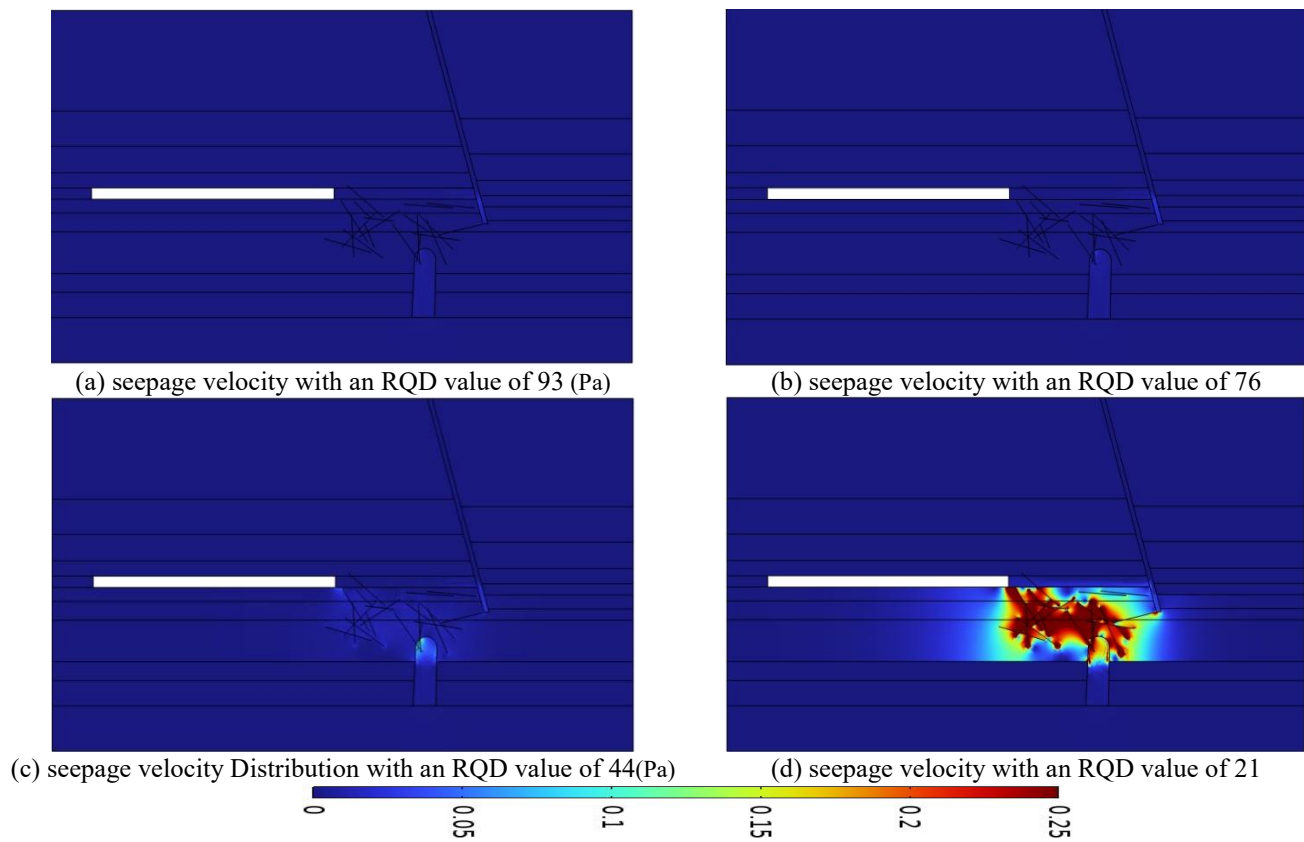 (a) seepage velocity with an RQD value of 93 (Pa)
(b) seepage velocity with an RQD value of 76
(c) seepage velocity Distribution with an RQD value of 44(Pa)
(d) seepage velocity with an RQD value of 21
0
0.05
0.1
0.15
0.2
0.25